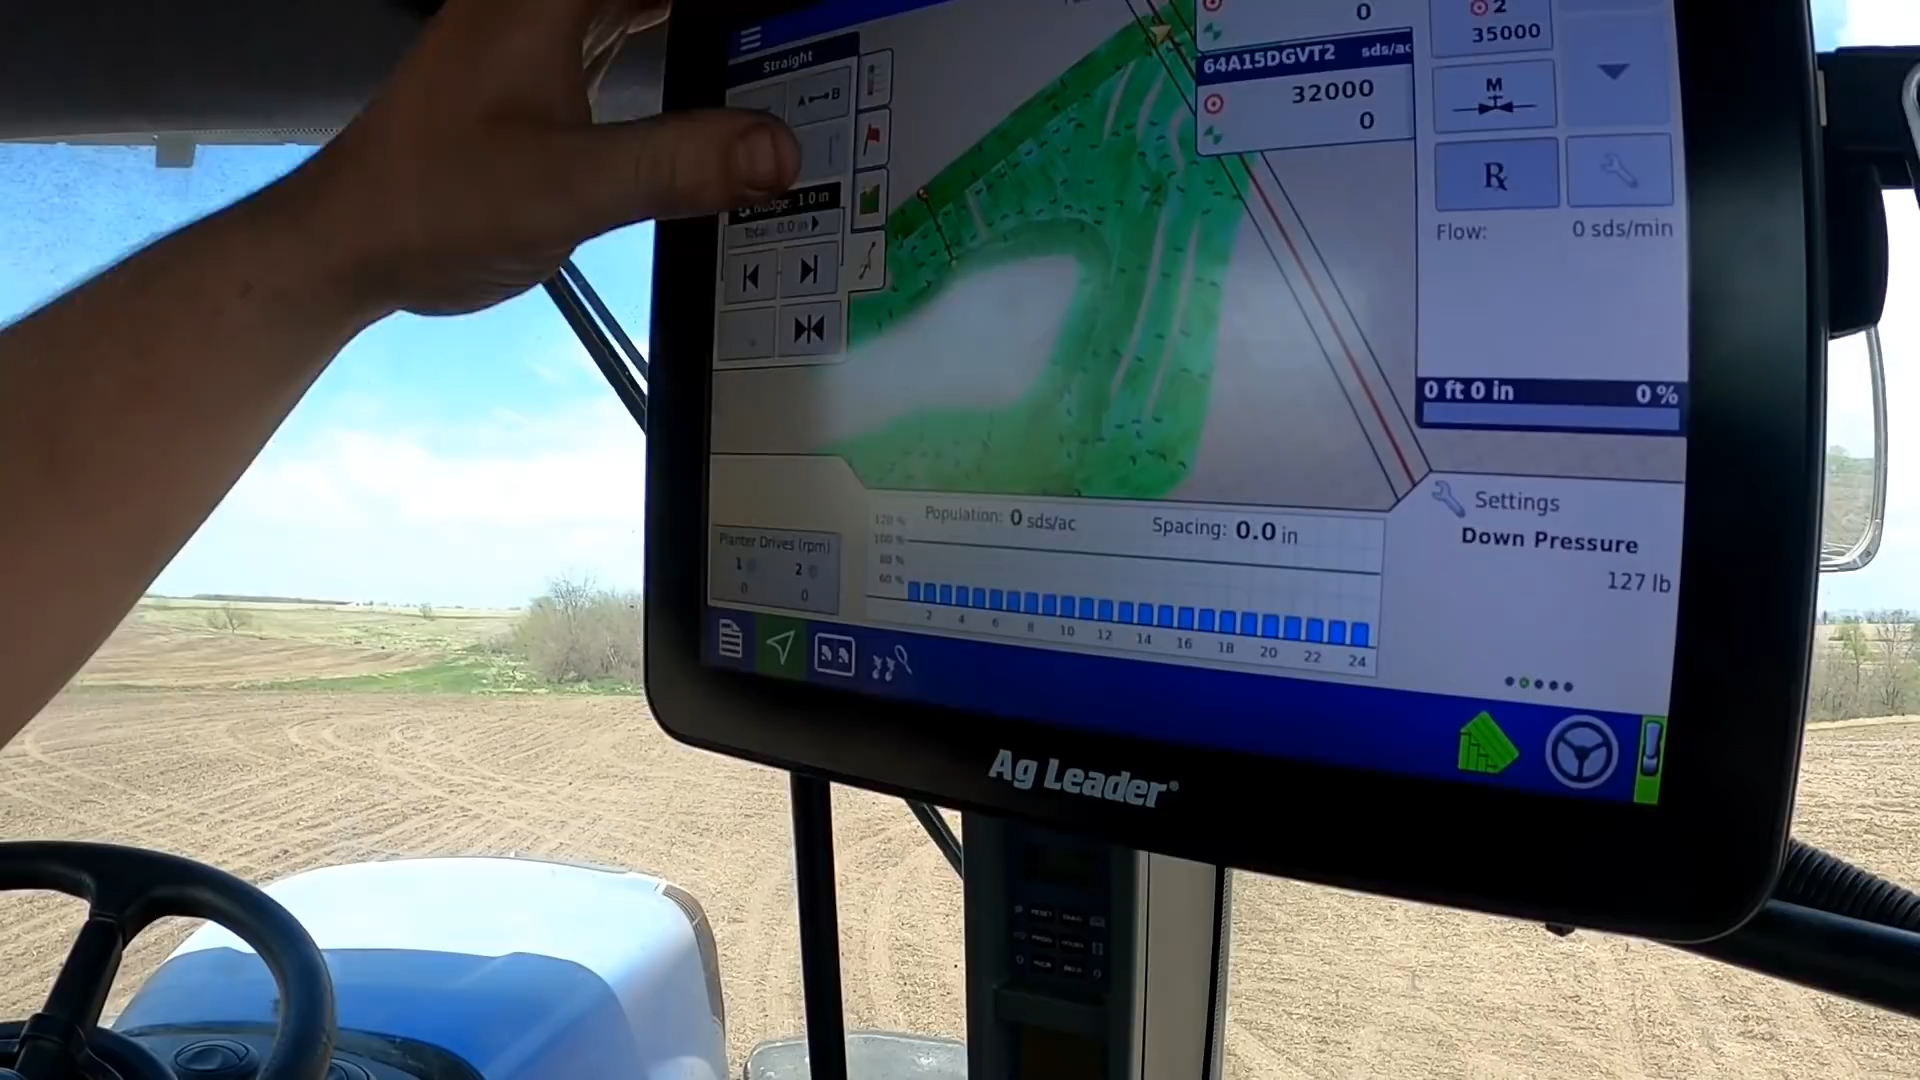 Straight
A B
Nudge: 1.0 in
Total: 0.0 in
0
64A15DGVT2 sds/ac
32000
0
2
35000
M
Rx
Flow: 0 sds/min
0 ft 0 in 0 %
Settings
Down Pressure
127 lb
Population: 0 sds/ac Spacing: 0.0 in
120 %
100 %
80 %
60 %
2 4 6 8 10 12 14 16 18 20 22 24
Planter Drives (rpm)
1 2
0 0
Ag Leader®
RESET